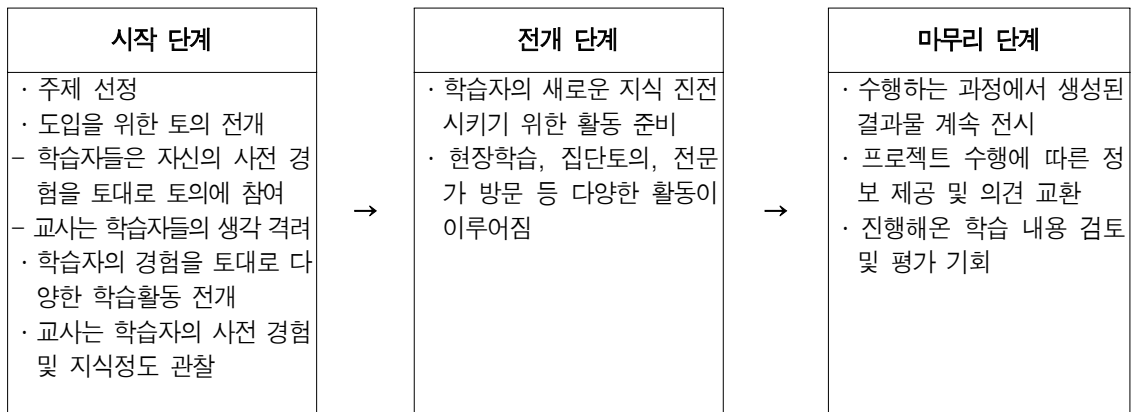 시작 단계
· 주제 선정
· 도입을 위한 토의 전개
- 학습자들은 자신의 사전 경
험을 토대로 토의에 참여
- 교사는 학습자들의 생각 격려
· 학습자의 경험을 토대로 다
양한 학습활동 전개
· 교사는 학습자의 사전 경험
및 지식정도 관찰
→
전개 단계
· 학습자의 새로운 지식 진전
시키기 위한 활동 준비
· 현장학습, 집단토의, 전문
가 방문 등 다양한 활동이
이루어짐
→
마무리 단계
· 수행하는 과정에서 생성된
결과물 계속 전시
· 프로젝트 수행에 따른 정
보 제공 및 의견 교환
· 진행해온 학습 내용 검토
및 평가 기회